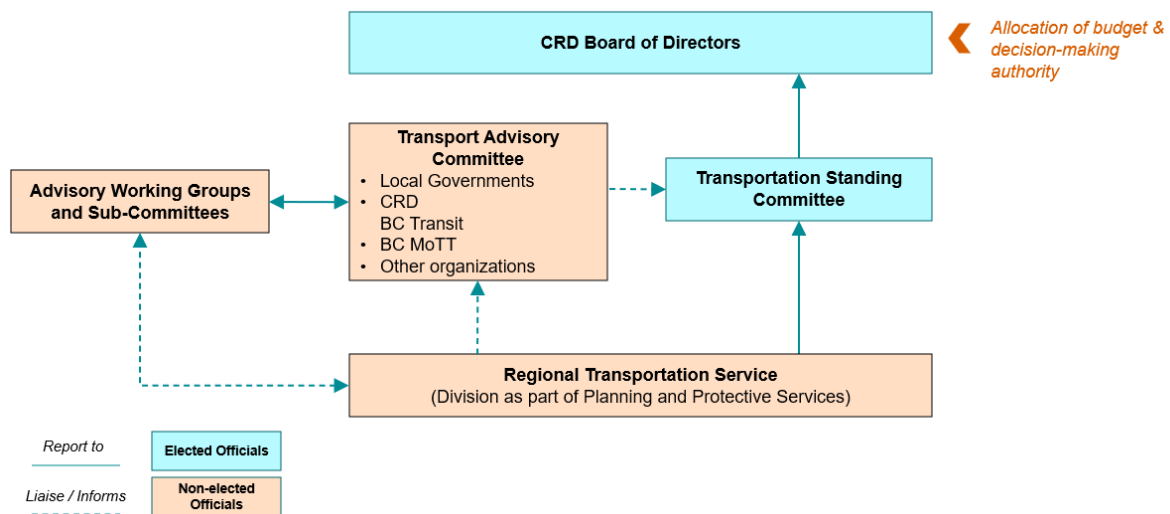 CRD Board of Directors
Allocation of budget &
decision-making
authority
Transport Advisory
Committee
• Local Governments
• CRD
BC Transit
• BC MoTT
• Other organizations
Advisory Working Groups
and Sub-Committees
Transportation Standing
Committee
Regional Transportation Service
(Division as part of Planning and Protective Services)
Report to
Elected Officials
Liaise / Informs
Non-elected
Officials